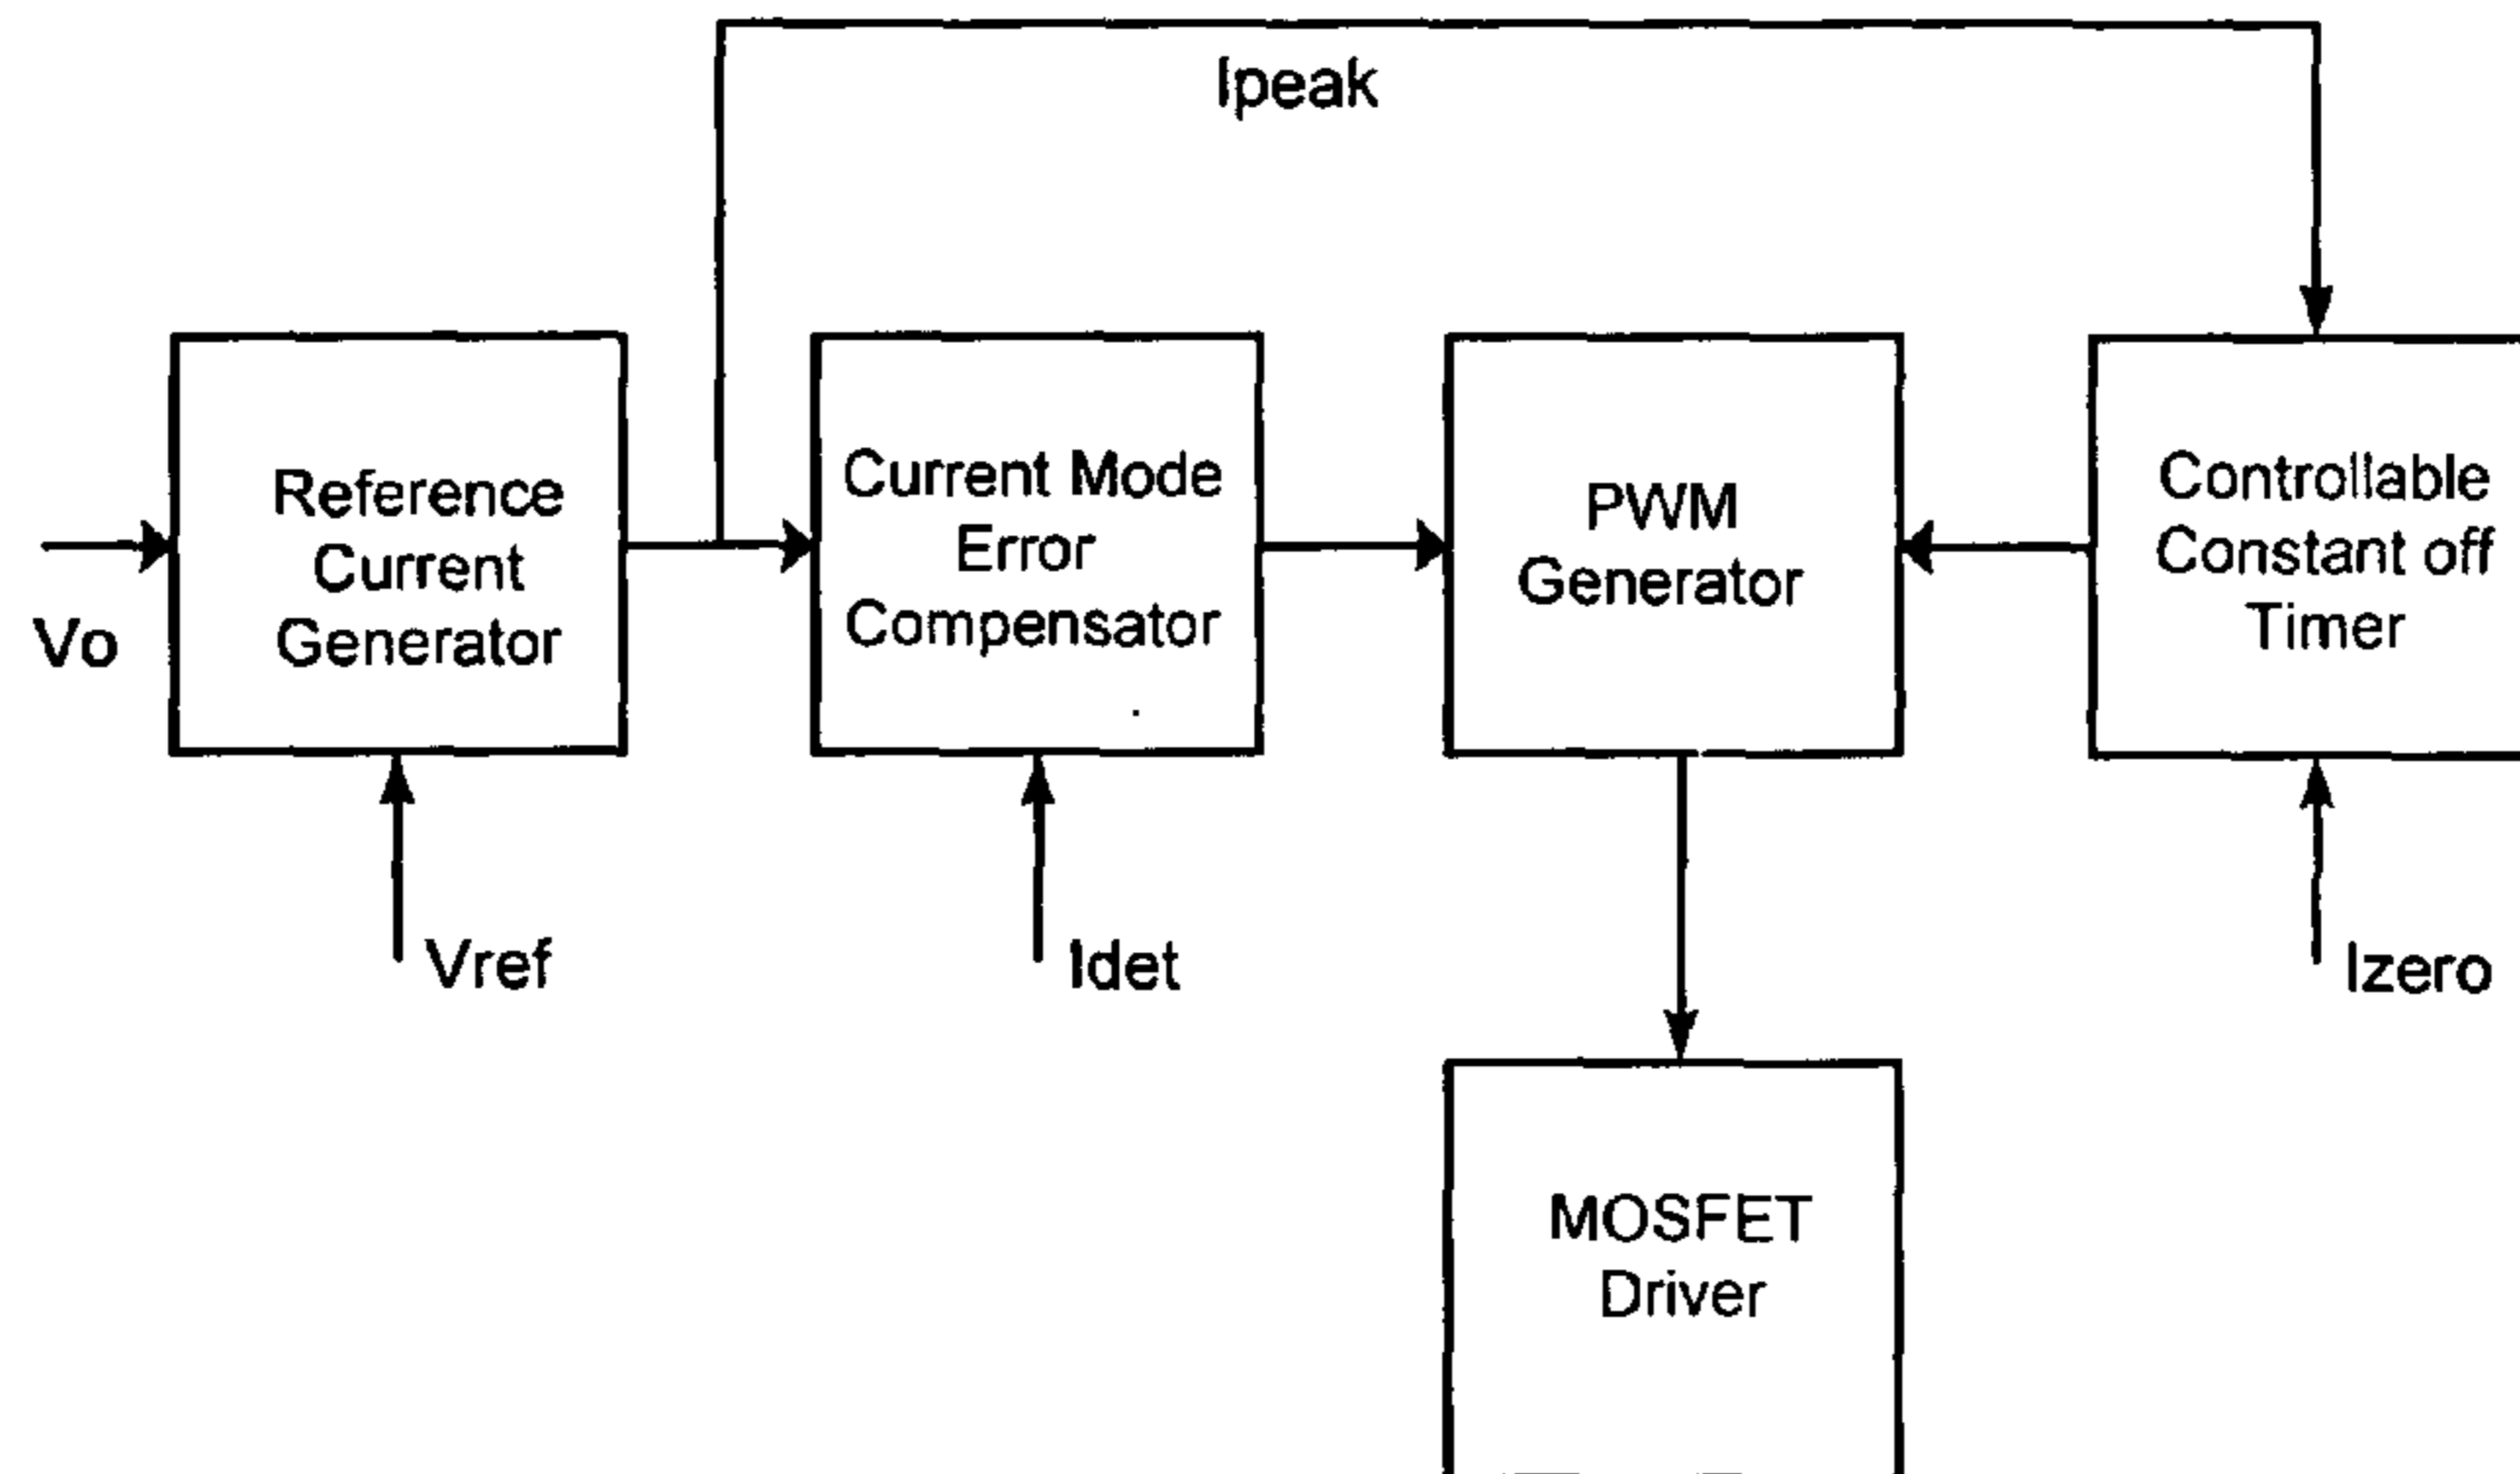 Ipeak
Reference
Current
Generator
Current Mode
Error
Compensator
PWM
Generator
Controllable
Constant off
Timer
Vo
Vref
Idet
Izero
MOSFET
Driver